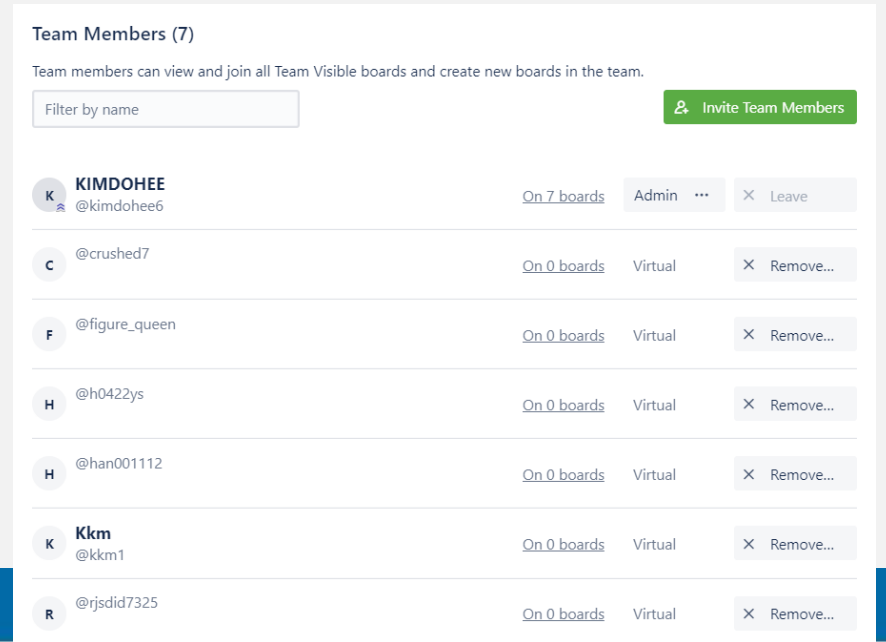 Team Members (7)
Team members can view and join all Team Visible boards and create new boards in the team.
Filter by name
Invite Team Members
K
KIMDOHEE
@kimdohee6
On 7 boards
Admin ...
× Leave
C
@crushed7
On 0 boards
Virtual
× Remove...
F
@figure_queen
On 0 boards
Virtual
× Remove...
H
@h0422ys
On 0 boards
Virtual
× Remove...
H
@han001112
On 0 boards
Virtual
× Remove...
K
Kkm
@kkm1
On 0 boards
Virtual
× Remove...
R
@rjsdid7325
On 0 boards
Virtual
× Remove...